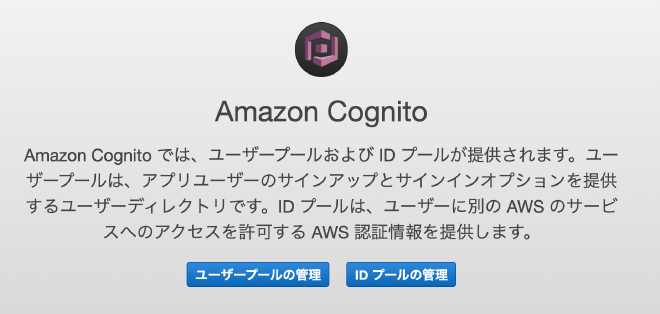 Amazon Cognito
Amazon Cognito では、ユーザープールおよび ID プールが提供されます。ユー
ザープールは、アプリユーザーのサインアップとサインインオプションを提供
するユーザーディレクトリです。ID プールは、ユーザーに別の AWS のサービ
スへのアクセスを許可する AWS 認証情報を提供します。
ユーザープールの管理 ID プールの管理